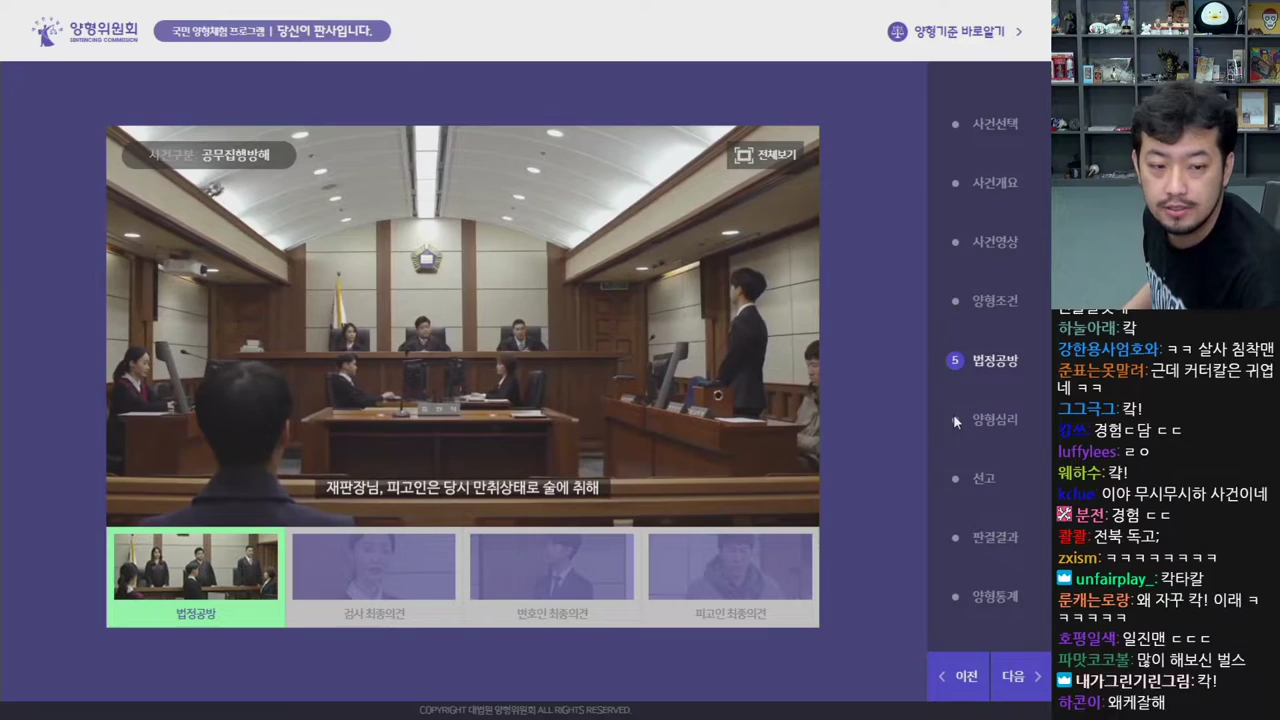 양형위원회
SENTENCING COMMISSION
국민 양형체험 프로그램 | 당신이 판사입니다.
양형기준 바로알기
사건구분 공무집행방해
전체보기
재판장님, 피고인은 당시 만취상태로 술에 취해
법정공방
검사 최종의견
변호인 최종의견
피고인 최종의견
사건선택
사건개요
사건영상
양형조건
5 법정공방
양형심리
선고
판결결과
양형통계
이전
다음
COPYRIGHT 대법원 양형위원회 ALL RIGHTS RESERVED.
하눌아래: 칵
강한용사엄호와: ㅋㅋ 살사 침착맨
준표는못말려: 근데 커터칼은 귀엽
네 ㅋㅋ
그그극그: 칵!
캄쓰: 경험ㄷ담 ㄷㄷ
luffylees: ㄹㅇ
웨하수: 칵!
kclue: 이야 무시무시하 사건이네
분전: 경험 ㄷㄷ
콸콸: 전북 독고;
zxism: ㅋㅋㅋㅋㅋㅋㅋㅋ
unfairplay_: 칵타칼
룬캐는로랑: 왜 자꾸 칵! 이래 ㅋ
ㅋㅋㅋㅋㅋ
호평일색: 일진맨 ㄷㄷㄷ
파맛코코볼: 많이 해보신 벌스
내가그린기린그림: 칵!
하콘이: 왜케잘해